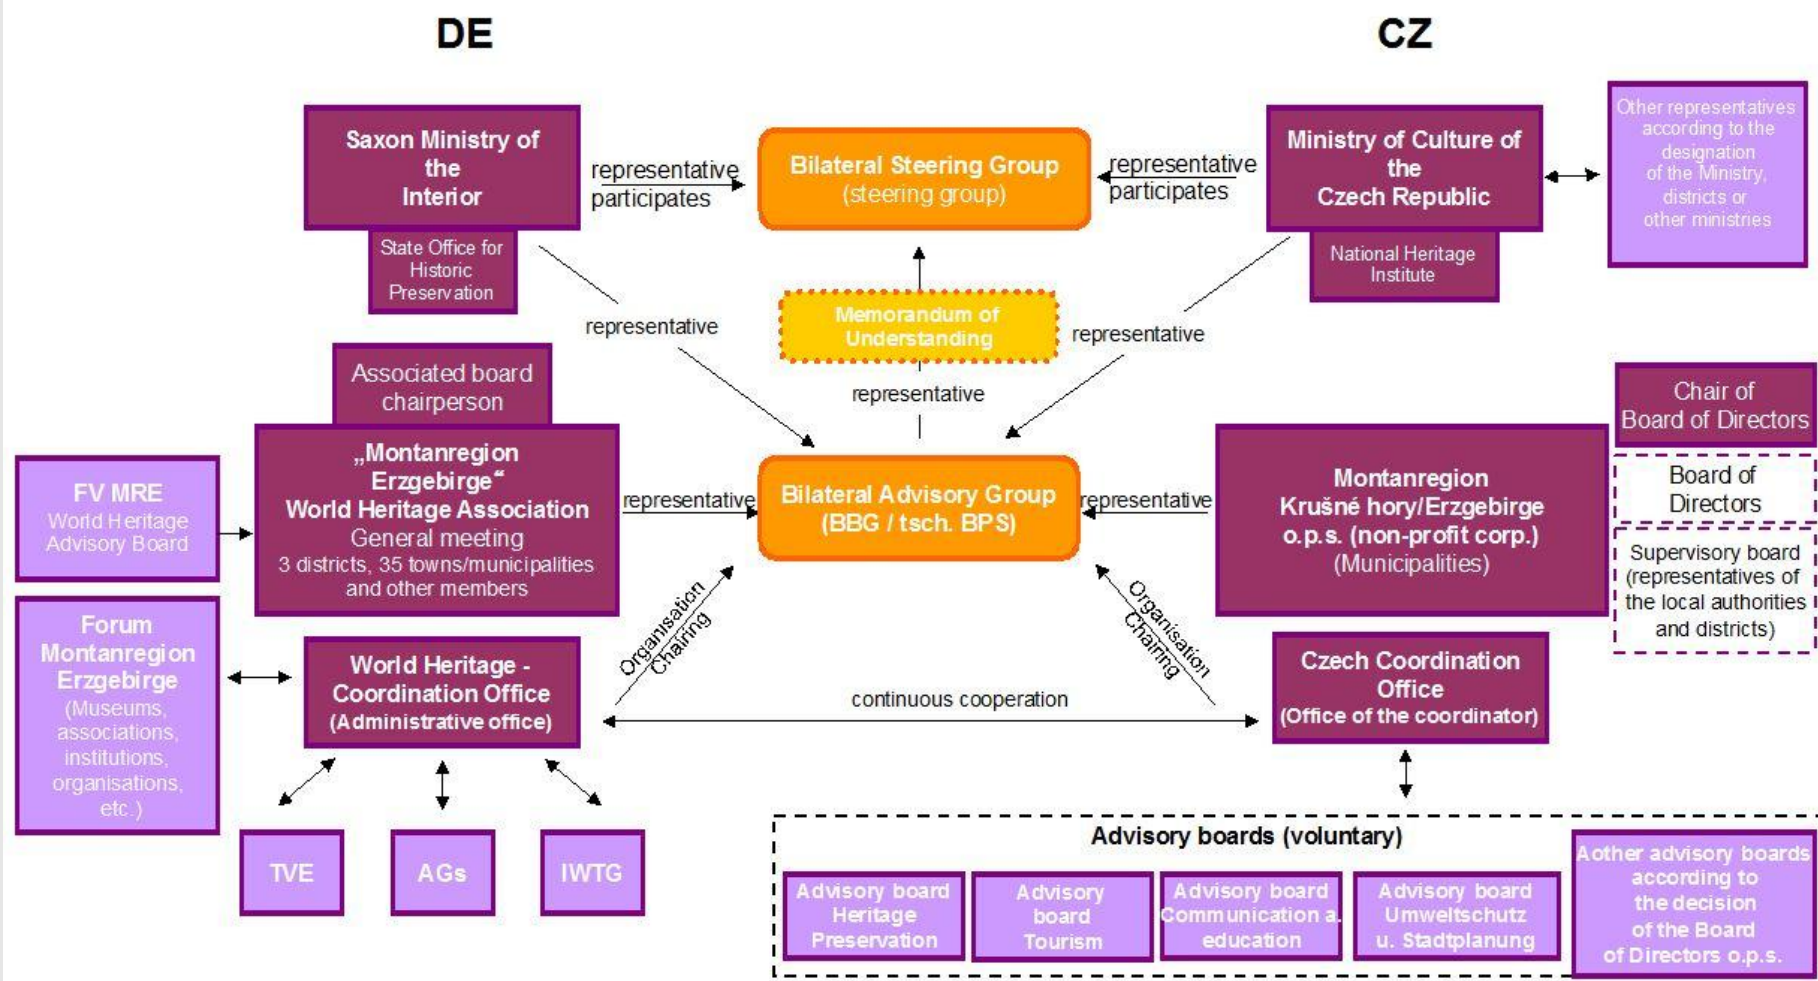 DE
CZ
Saxon Ministry of
the
Interior
State Office for
Historic
Preservation
representative
participates
Bilateral Steering Group
(steering group)
representative
participates
Ministry of Culture of
the
Czech Republic
National Heritage
Institute
Other representatives
according to the
designation
of the Ministry,
districts or
other ministries
representative
Memorandum of
Understanding
representative
representative
Associated board
chairperson
„Montanregion
Erzgebirge“
World Heritage Association
General meeting
3 districts, 35 towns/municipalities
and other members
FV MRE
World Heritage
Advisory Board
representative
Bilateral Advisory Group
(BBG / tsch. BPS)
representative
Montanregion
Krušné hory/Erzgebirge
o.p.s. (non-profit corp.)
(Municipalities)
Chair of
Board of Directors
Board of
Directors
Supervisory board
(representatives of
the local authorities
and districts)
Forum
Montanregion
Erzgebirge
(Museums,
associations,
institutions,
organisations,
etc.)
World Heritage -
Coordination Office
(Administrative office)
Organisation
Chairing
continuous cooperation
Organisation
Chairing
Czech Coordination
Office
(Office of the coordinator)
TVE
AGs
IWTG
Advisory boards (voluntary)
Advisory board
Heritage
Preservation
Advisory
board
Tourism
Advisory board
Communication a.
education
Advisory board
Umweltschutz
u. Stadtplanung
Aother advisory boards
according to
the decision
of the Board
of Directors o.p.s.